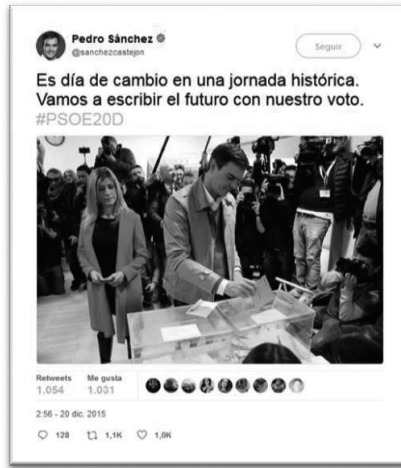 Pedro Sánchez
@sanchezcastejon
Seguir
Es día de cambio en una jornada histórica.
Vamos a escribir el futuro con nuestro voto.
#PSOE20D
Retweets
Me gusta
1.054
1.031
2:56 - 20 dic. 2015
128
1,1K
1,0K